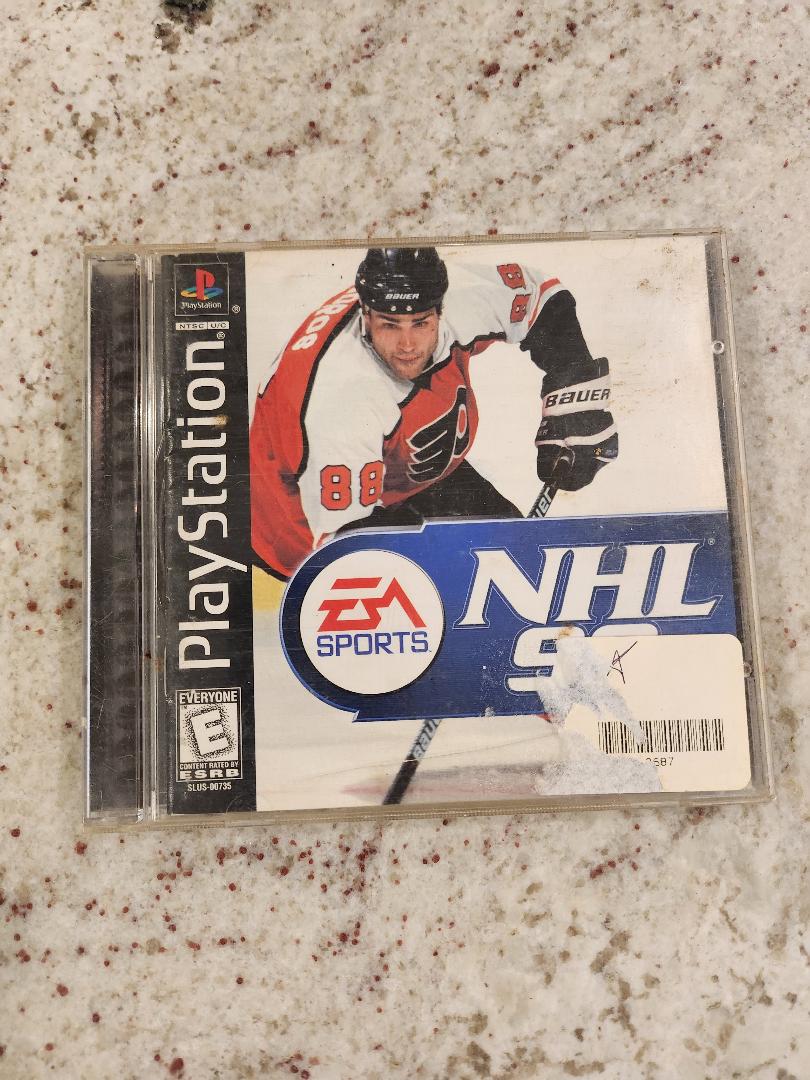 PlayStation
NTSC U/C
PlayStation
EVERYONE
E
CONTENT RATED BY
ESRB
SLUS-00735
BAUER
88
88
BAUER
EA
SPORTS
NHL